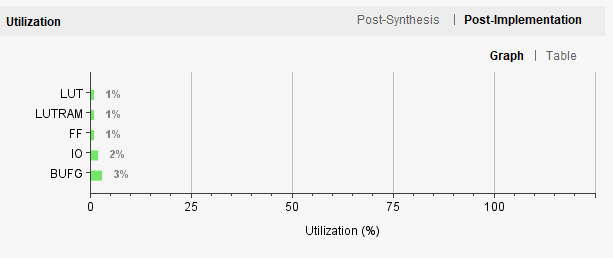 Utilization Post-Synthesis | Post-Implementation
Graph | Table
LUT 1%
LUTRAM 1%
FF 1%
IO 2%
BUFG 3%
0 25 50 75 100
Utilization (%)